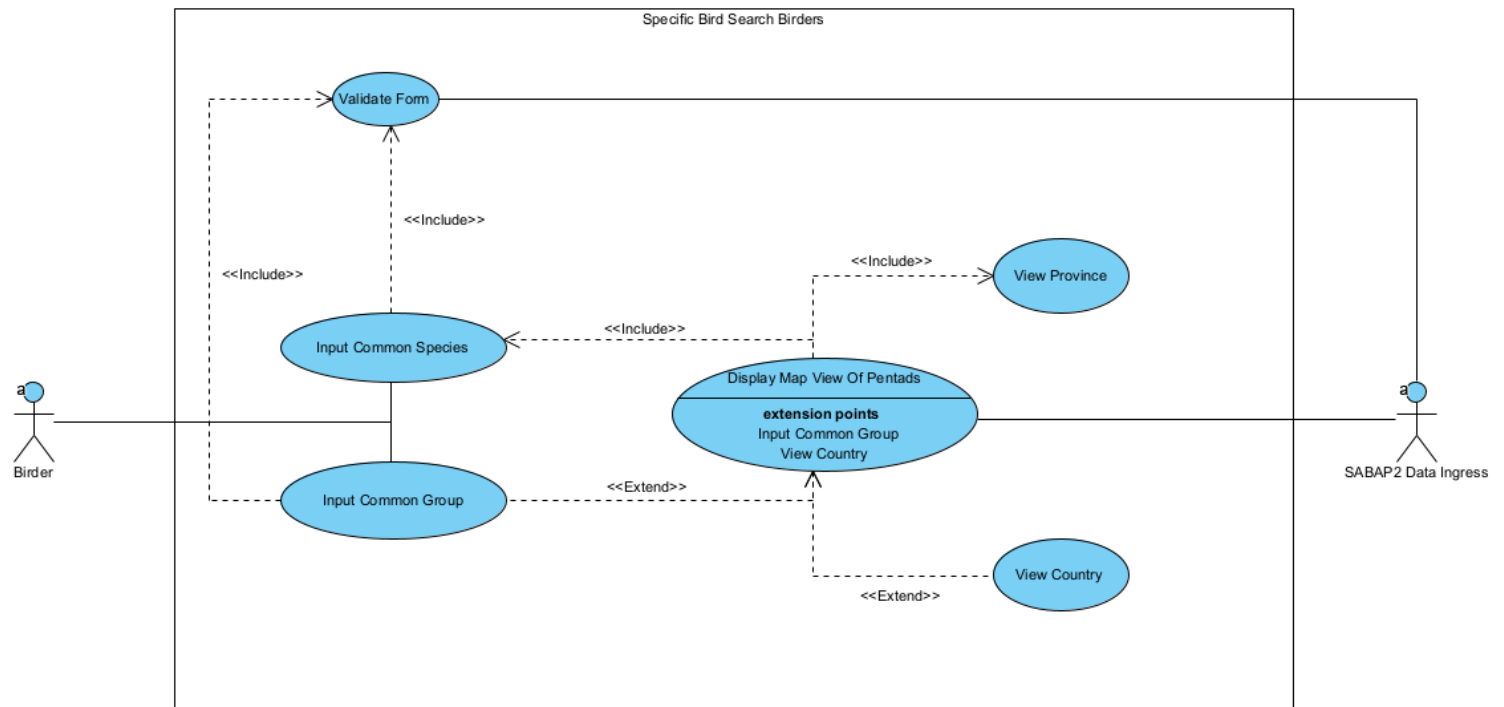 Specific Bird Search Birders
Validate Form
<<Include>>
<<Include>>
<<Include>>
View Province
<<Include>>
Input Common Species
Display Map View Of Pentads
a
a
extension points
Input Common Group
View Country
Birder
SABAP2 Data Ingress
Input Common Group
<<Extend>>
View Country
<<Extend>>